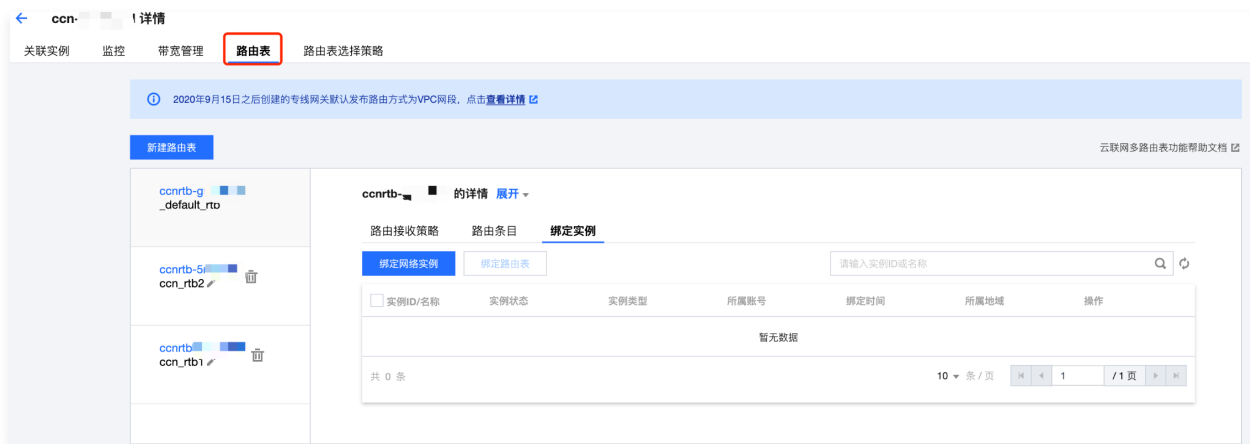 ccn- 详情
关联实例 监控 带宽管理 路由表 路由表选择策略
2020年9月15日之后创建的专线网关默认发布路由方式为VPC网段，点击查看详情
新建路由表 云联网多路由表功能帮助文档
ccnrtb-g
_default_rtb
ccnrtb- 的详情 展开
路由接收策略 路由条目 绑定实例
绑定网络实例 绑定路由表 请输入实例ID或名称
ccnrtb-5
ccn_rtb2
实例ID/名称 实例状态 实例类型 所属账号 绑定时间 所属地域 操作
暂无数据
ccnrtb
ccn_rtb1
共 0 条 10 条 / 页 1 / 1 页